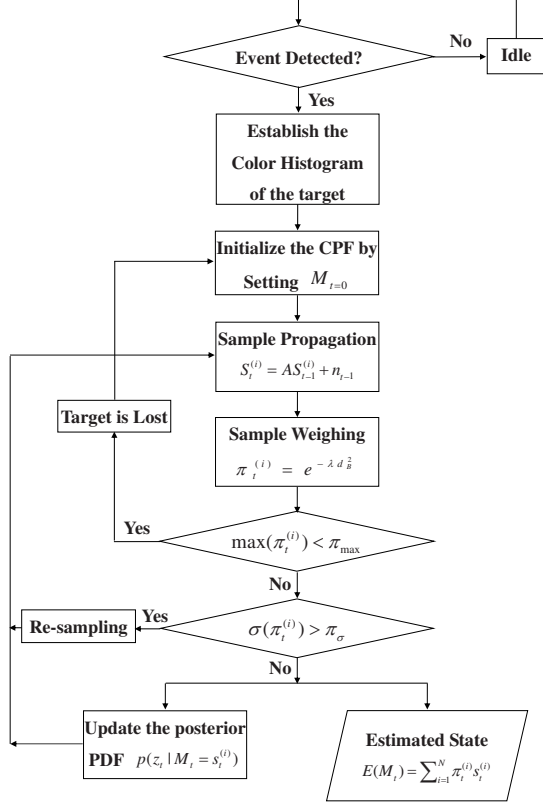 Event Detected?
No
Idle
Yes
Establish the
Color Histogram
of the target
Initialize the CPF by
Setting M_{t=0}
Sample Propagation
S_t^{(i)} = AS_{t-1}^{(i)} + n_{t-1}
Target is Lost
Sample Weighing
π_t^{(i)} = e^{-λ d_B^2}
Yes
max(π_t^{(i)}) < π_{max}
No
Re-sampling
Yes
σ(π_t^{(i)}) > π_σ
No
Update the posterior
PDF p(z_t | M_t = s_t^{(i)})
Estimated State
E(M_t) = ∑_{i=1}^N π_t^{(i)} s_t^{(i)}